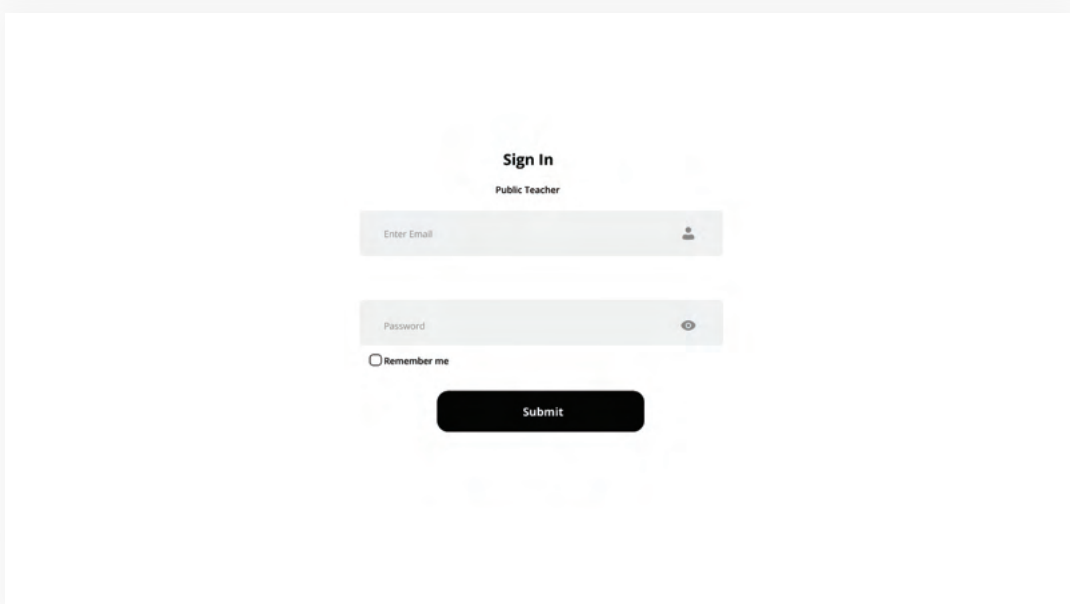 Sign In
Public Teacher
Enter Email
Password
Remember me
Submit